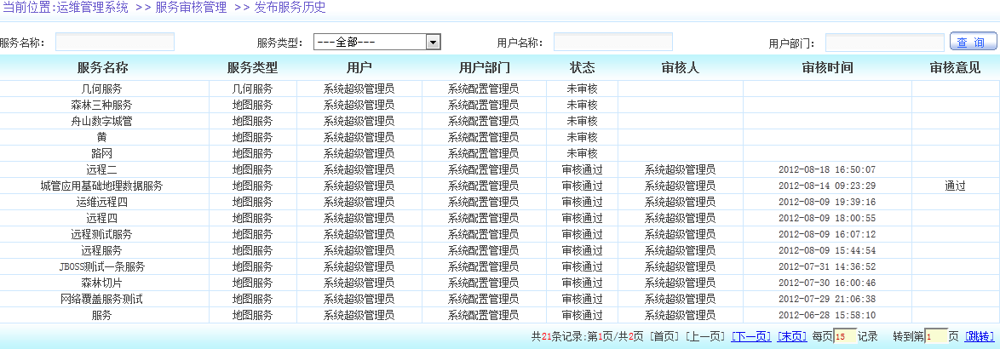 当前位置:运维管理系统 >> 服务审核管理 >> 发布服务历史
服务名称: 服务类型: ---全部--- 用户名称: 用户部门: 查 询
服务名称 服务类型 用户 用户部门 状态 审核人 审核时间 审核意见
几何服务 几何服务 系统超级管理员 系统配置管理员 未审核
森林三种服务 地图服务 系统超级管理员 系统配置管理员 未审核
舟山数字城管 地图服务 系统超级管理员 系统配置管理员 未审核
黄 地图服务 系统超级管理员 系统配置管理员 未审核
路网 地图服务 系统超级管理员 系统配置管理员 未审核
远程二 地图服务 系统超级管理员 系统配置管理员 审核通过 系统超级管理员 2012-08-18 16:50:07
城管应用基础地理数据服务 地图服务 系统超级管理员 系统配置管理员 审核通过 系统超级管理员 2012-08-14 09:23:29 通过
运维远程四 地图服务 系统超级管理员 系统配置管理员 审核通过 系统超级管理员 2012-08-09 19:39:16
远程四 地图服务 系统超级管理员 系统配置管理员 审核通过 系统超级管理员 2012-08-09 18:00:55
远程测试服务 地图服务 系统超级管理员 系统配置管理员 审核通过 系统超级管理员 2012-08-09 16:07:12
远程服务 地图服务 系统超级管理员 系统配置管理员 审核通过 系统超级管理员 2012-08-09 15:44:54
JBOSS测试一条服务 地图服务 系统超级管理员 系统配置管理员 审核通过 系统超级管理员 2012-07-31 14:36:52
森林切片 地图服务 系统超级管理员 系统配置管理员 审核通过 系统超级管理员 2012-07-30 16:00:46
网络覆盖服务测试 地图服务 系统超级管理员 系统配置管理员 审核通过 系统超级管理员 2012-07-29 21:06:38
服务 地图服务 系统超级管理员 系统配置管理员 审核通过 系统超级管理员 2012-06-28 15:58:10
共21条记录:第1页/共2页 [首页] [上一页] [下一页] [末页] 每页15记录 转到第1页 [跳转]